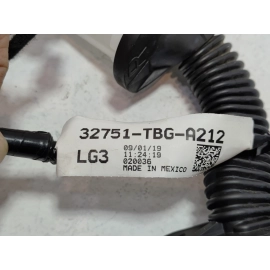 32751-TBG-A212
LG3
09/01/19
11:24:19
020036
MADE IN MEXICO